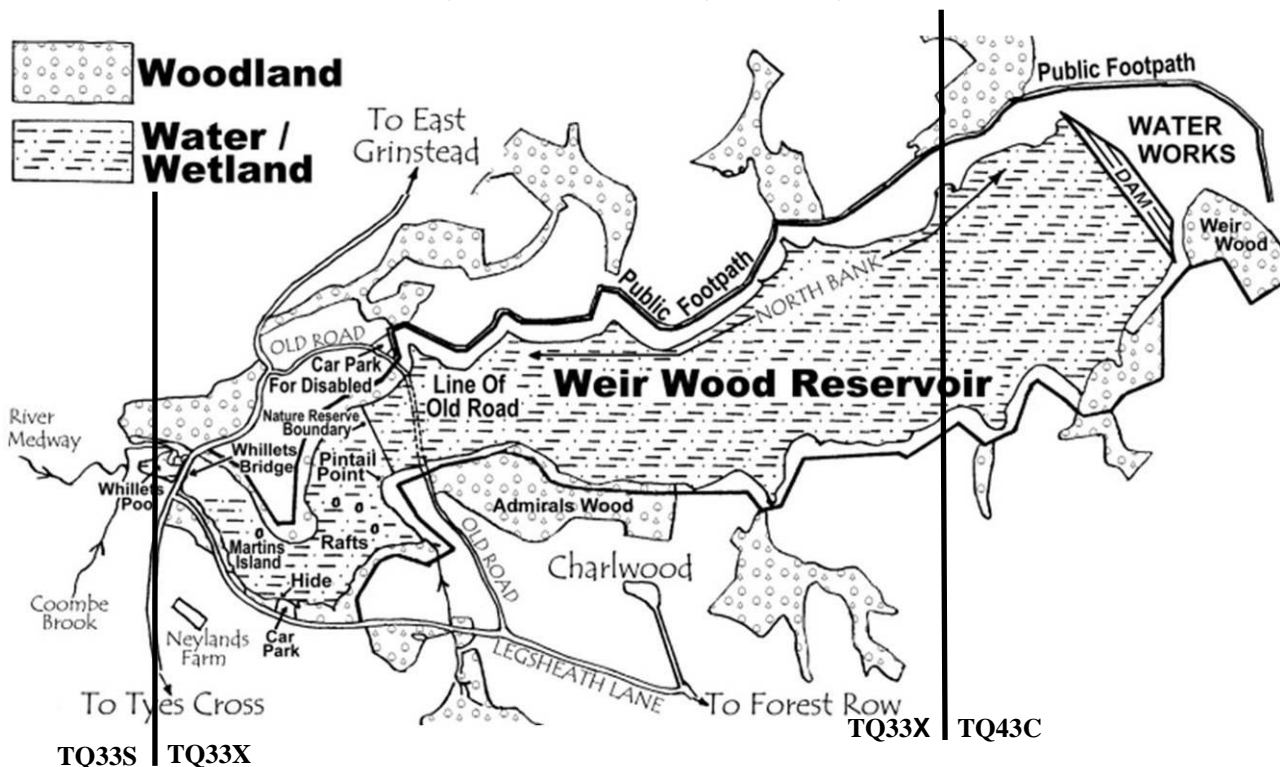 Woodland
Water /
Wetland
To East
Grinstead
Public Footpath
WATER
WORKS
DAM
Weir
Wood
Public Footpath
NORTH BANK
OLD ROAD
Car Park
For Disabled
Line Of
Old Road
Weir Wood Reservoir
Nature Reserve
Boundary
River
Medway
Whillets
Bridge
Pintail
Point
Whillets
Pool
Admirals Wood
Martins
Island
Rafts
OLD ROAD
Charlwood
Hide
Coombe
Brook
Neylands
Farm
Car
Park
LEGSHEATH LANE
To Tyes Cross
To Forest Row
TQ33X TQ43C
TQ33S TQ33X